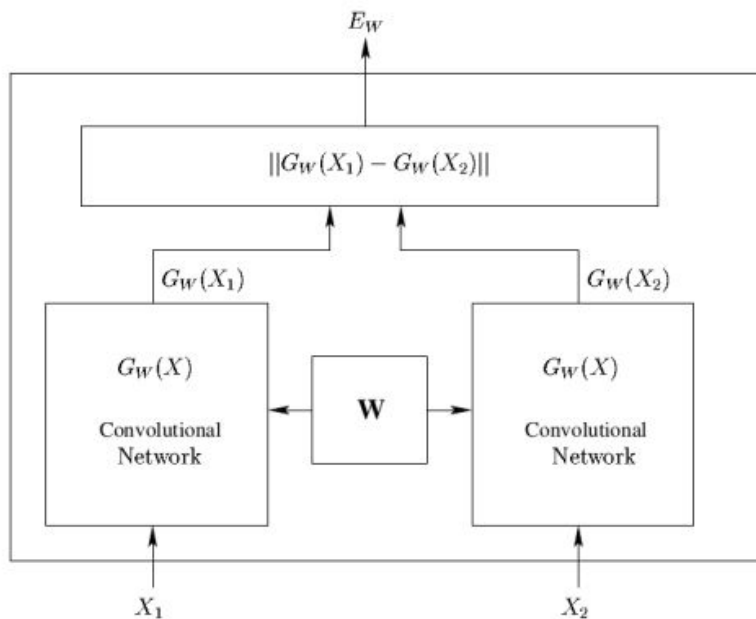 E_W
||G_W(X_1) − G_W(X_2)||
G_W(X_1)
G_W(X_2)
G_W(X)
Convolutional
Network
W
G_W(X)
Convolutional
Network
X_1
X_2